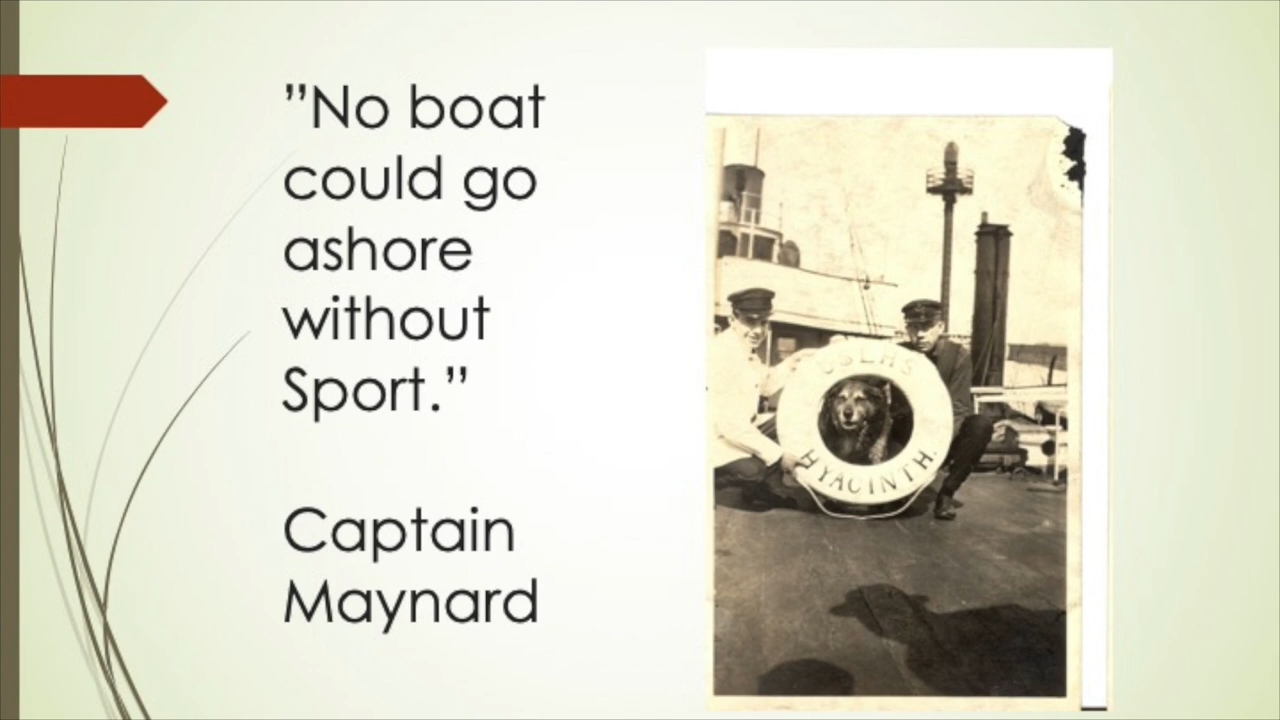 ”No boat
could go
ashore
without
Sport.”
Captain
Maynard
USLHS
HYACINTH.